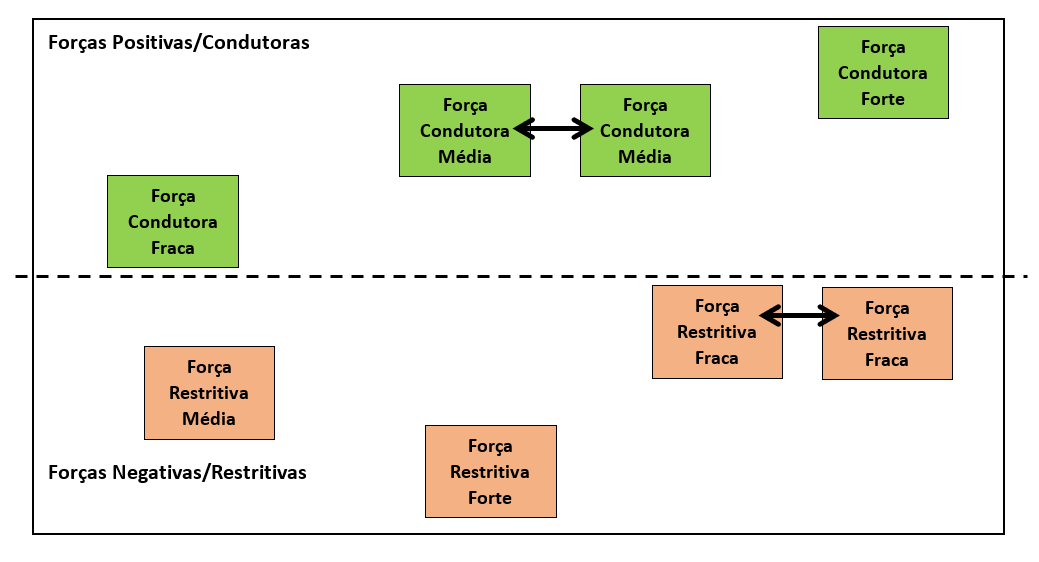 Forças Positivas/Condutoras
Força
Condutora
Forte
Força
Condutora
Média
Força
Condutora
Média
Força
Condutora
Fraca
Força
Restritiva
Fraca
Força
Restritiva
Fraca
Força
Restritiva
Média
Força
Restritiva
Forte
Forças Negativas/Restritivas